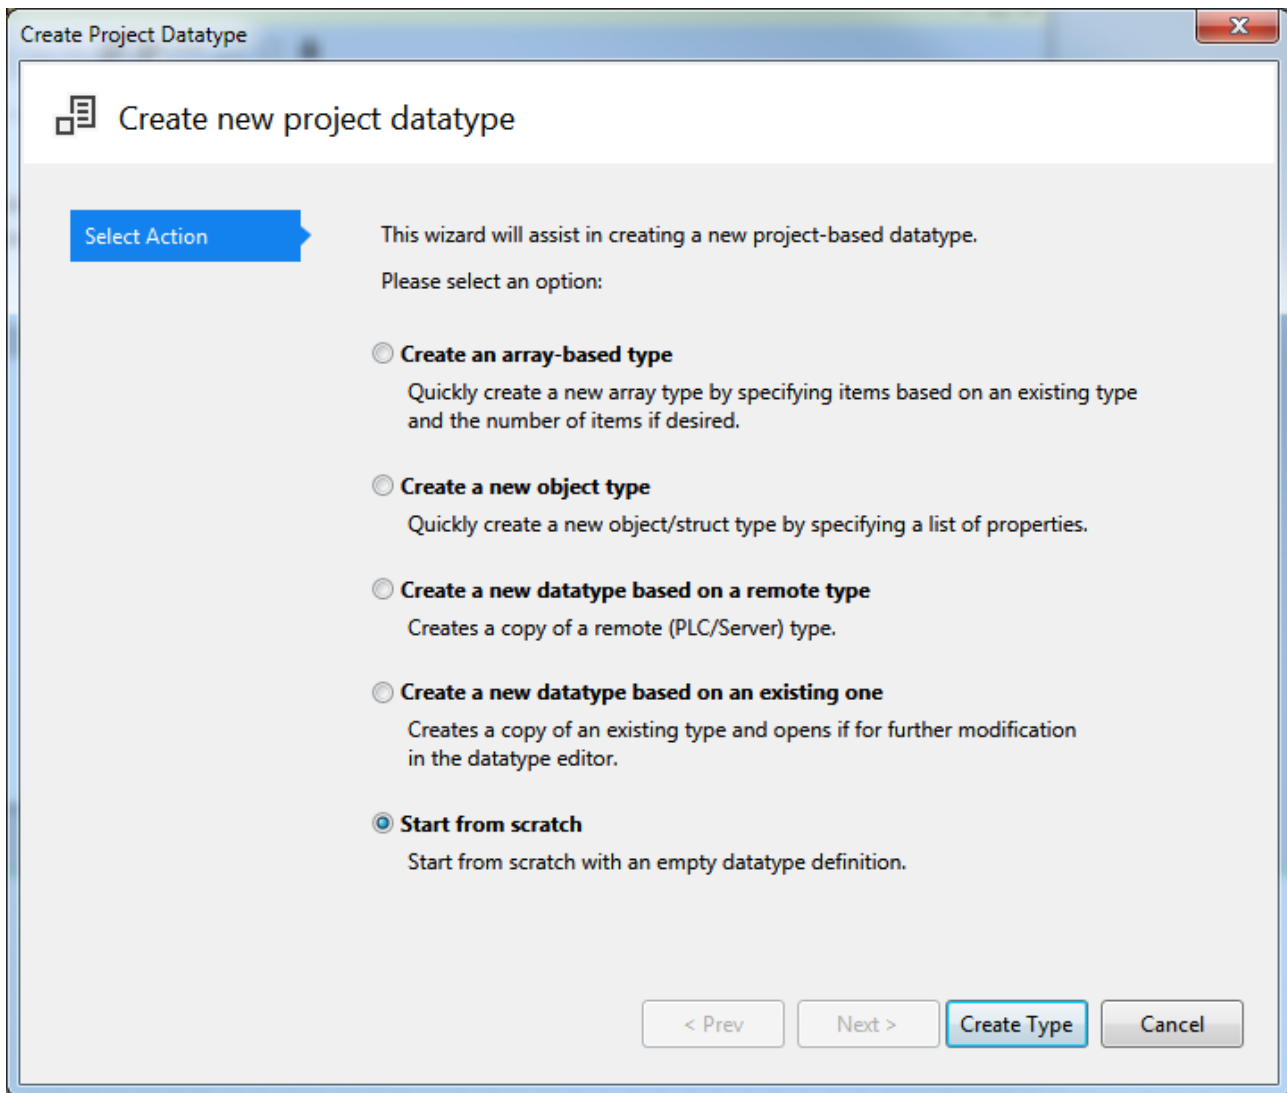 Create Project Datatype
Create new project datatype
Select Action
This wizard will assist in creating a new project-based datatype.
Please select an option:
Create an array-based type
Quickly create a new array type by specifying items based on an existing type
and the number of items if desired.
Create a new object type
Quickly create a new object/struct type by specifying a list of properties.
Create a new datatype based on a remote type
Creates a copy of a remote (PLC/Server) type.
Create a new datatype based on an existing one
Creates a copy of an existing type and opens if for further modification
in the datatype editor.
Start from scratch
Start from scratch with an empty datatype definition.
< Prev
Next >
Create Type
Cancel